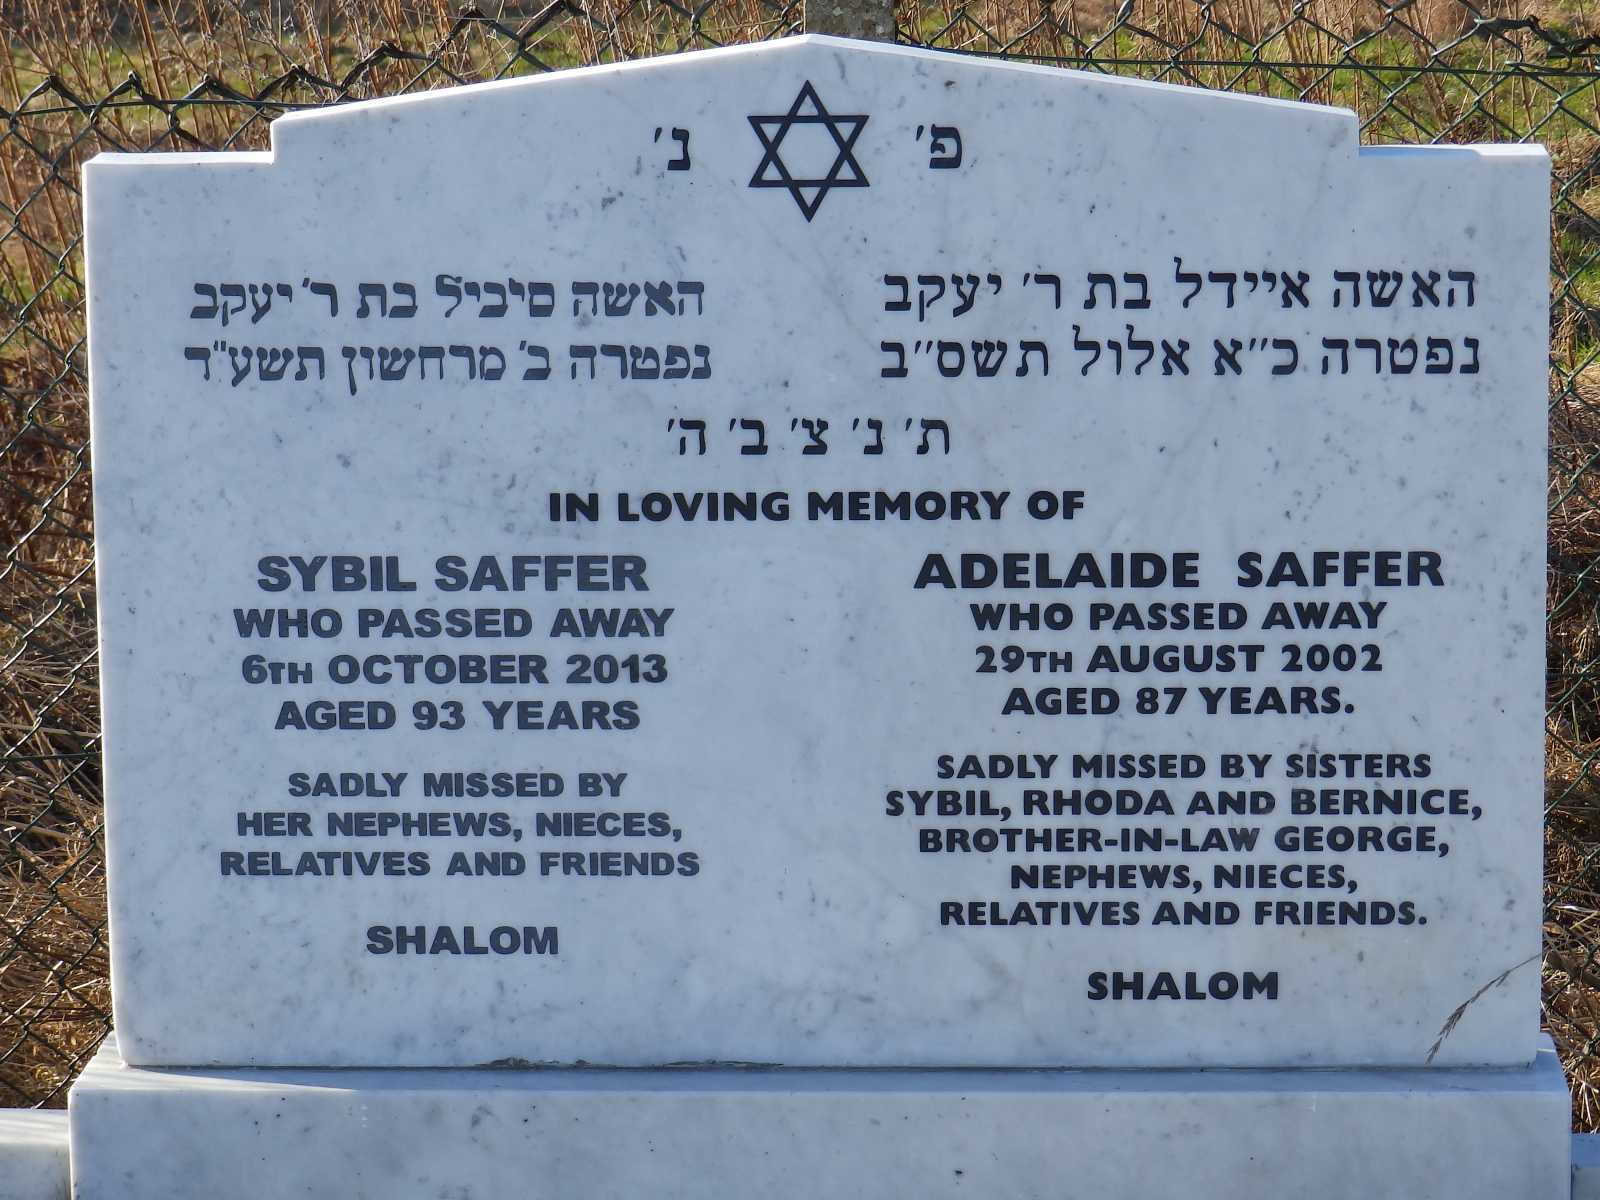 פ׳ נ׳
האשה איידל בת ר׳ יעקב
נפטרה כ״א אלול תשס״ב
האשה סיביל בת ר׳ יעקב
נפטרה ב׳ מרחשון תשע״ד
ת׳ נ׳ צ׳ ב׳ ה׳
IN LOVING MEMORY OF
SYBIL SAFFER
WHO PASSED AWAY
6TH OCTOBER 2013
AGED 93 YEARS
SADLY MISSED BY
HER NEPHEWS, NIECES,
RELATIVES AND FRIENDS
SHALOM
ADELAIDE SAFFER
WHO PASSED AWAY
29TH AUGUST 2002
AGED 87 YEARS.
SADLY MISSED BY SISTERS
SYBIL, RHODA AND BERNICE,
BROTHER-IN-LAW GEORGE,
NEPHEWS, NIECES,
RELATIVES AND FRIENDS.
SHALOM